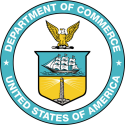 DEPARTMENT OF COMMERCE
UNITED STATES OF AMERICA